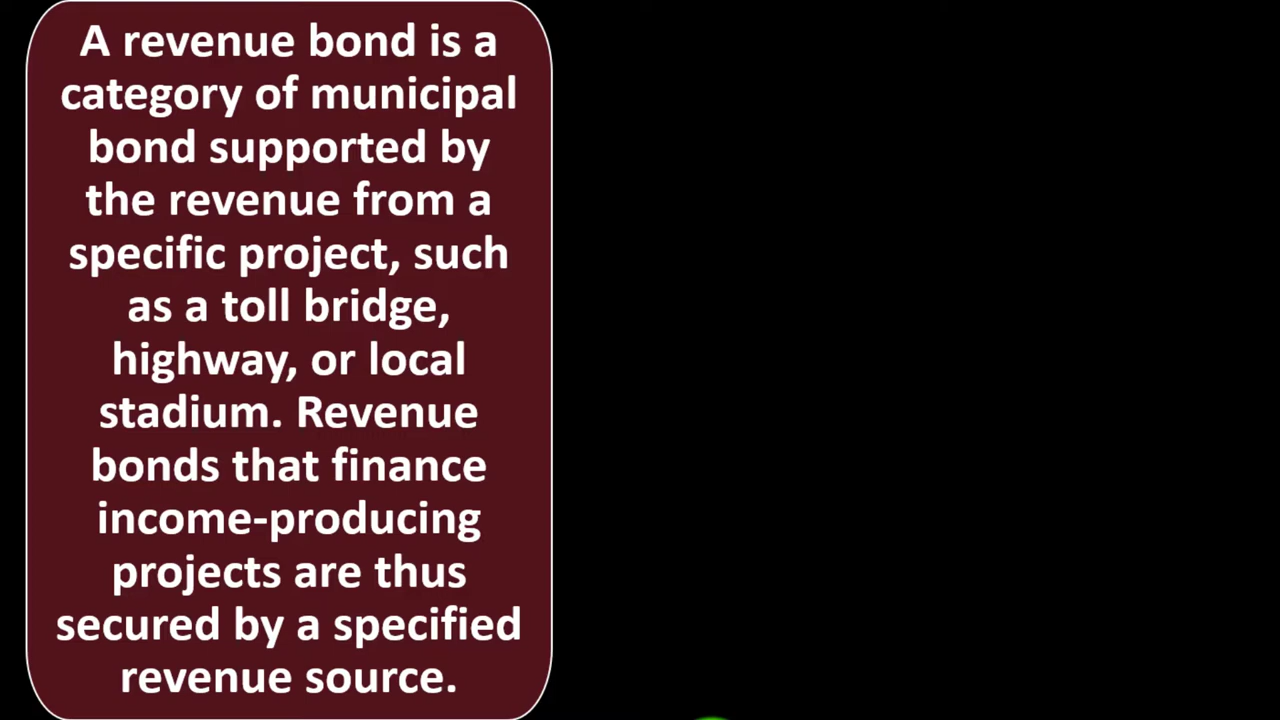 A revenue bond is a
category of municipal
bond supported by
the revenue from a
specific project, such
as a toll bridge,
highway, or local
stadium. Revenue
bonds that finance
income-producing
projects are thus
secured by a specified
revenue source.